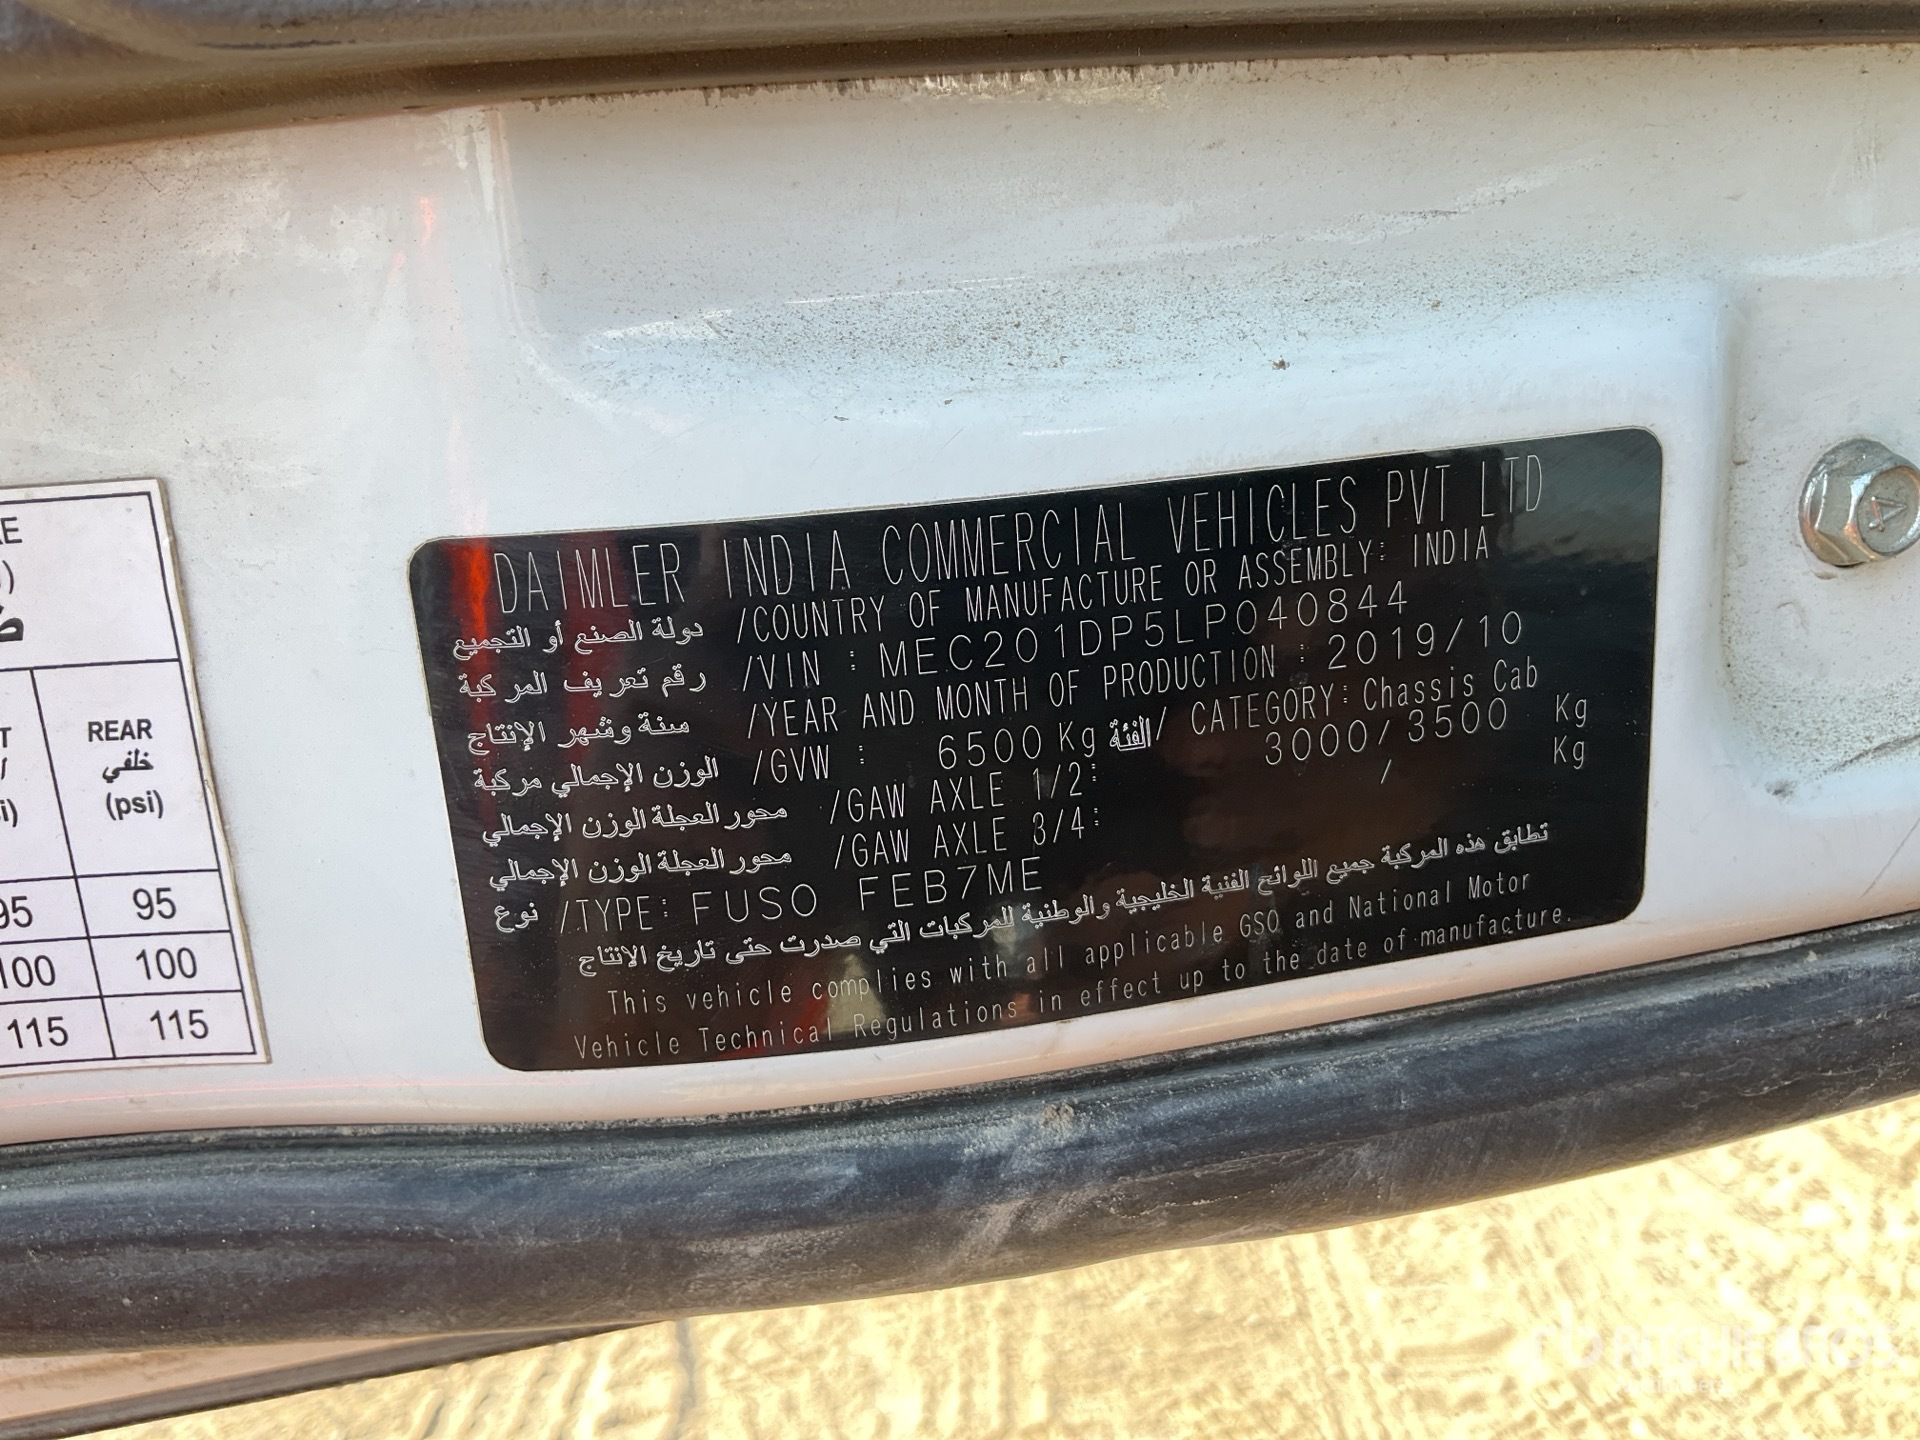 DAIMLER INDIA COMMERCIAL VEHICLES PVT LTD
دولة الصنع أو التجميع /COUNTRY OF MANUFACTURE OR ASSEMBLY: INDIA
رقم تعريف المركبة /VIN : MEC201DP5LP040844
سنة وشهر الإنتاج /YEAR AND MONTH OF PRODUCTION : 2019/10
الوزن الإجمالي مركبة /GVW : 6500 Kg الفئة/ CATEGORY: Chassis Cab
محور العجلة الوزن الإجمالي /GAW AXLE 1/2: 3000/3500 Kg
محور العجلة الوزن الإجمالي /GAW AXLE 3/4: / Kg
نوع /TYPE: FUSO FEB7ME
تطابق هذه المركبة جميع اللوائح الفنية الخليجية والوطنية للمركبات التي صدرت حتى تاريخ الانتاج
This vehicle complies with all applicable GSO and National Motor
Vehicle Technical Regulations in effect up to the date of manufacture.
REAR
خلفي
(psi)
95 95
100 100
115 115
RITCHIE BROS